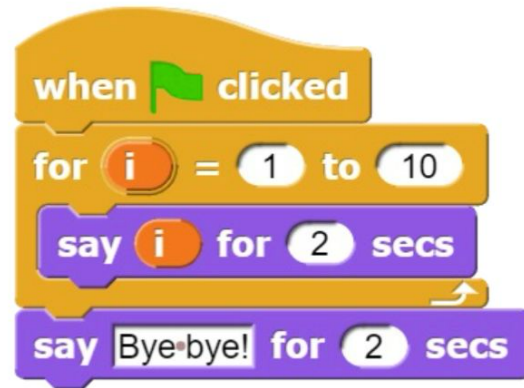 when clicked
for i = 1 to 10
say i for 2 secs
say Bye bye! for 2 secs